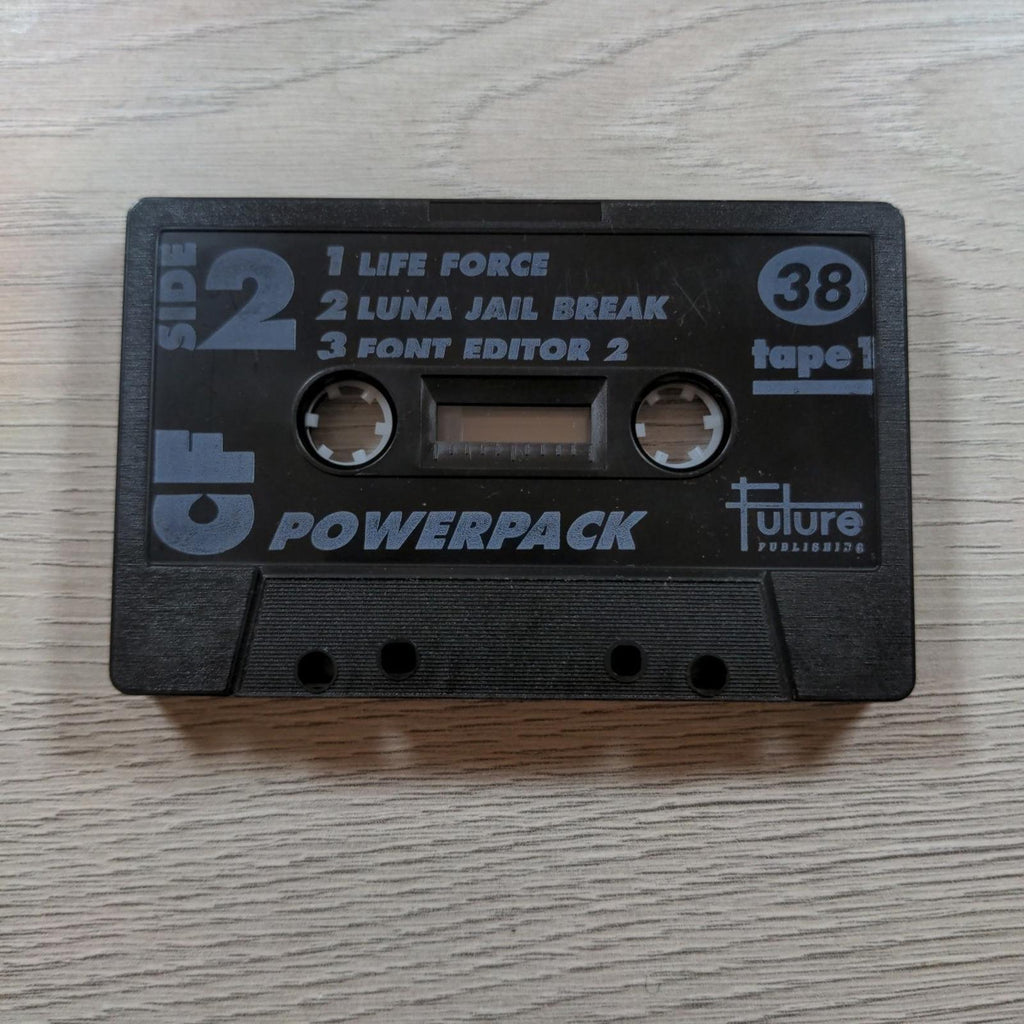 SIDE 2
1 LIFE FORCE
2 LUNA JAIL BREAK
3 FONT EDITOR 2
38
tape 1
CF
POWERPACK
Future
PUBLISHING